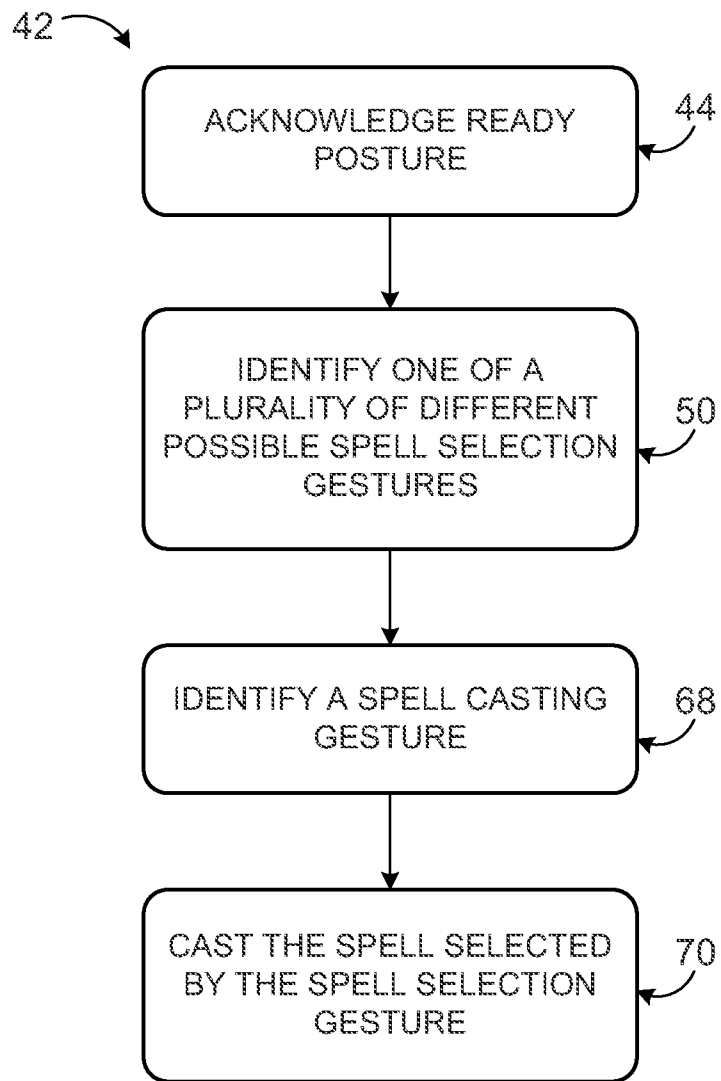 42
ACKNOWLEDGE READY
POSTURE
44
IDENTIFY ONE OF A
PLURALITY OF DIFFERENT
POSSIBLE SPELL SELECTION
GESTURES
50
IDENTIFY A SPELL CASTING
GESTURE
68
CAST THE SPELL SELECTED
BY THE SPELL SELECTION
GESTURE
70